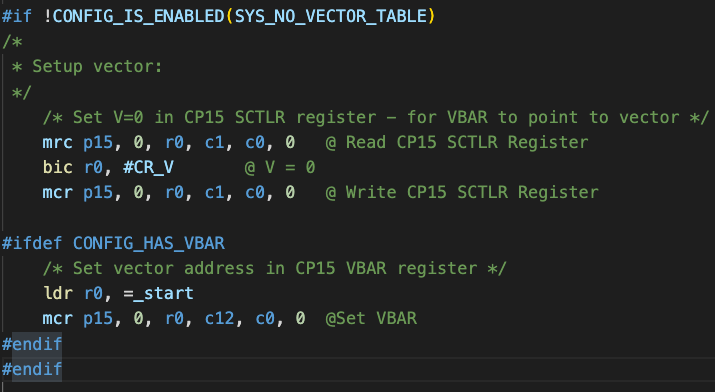 #if !CONFIG_IS_ENABLED(SYS_NO_VECTOR_TABLE)
/*
 * Setup vector:
 */
    /* Set V=0 in CP15 SCTLR register - for VBAR to point to vector */
    mrc p15, 0, r0, c1, c0, 0   @ Read CP15 SCTLR Register
    bic r0, #CR_V       @ V = 0
    mcr p15, 0, r0, c1, c0, 0   @ Write CP15 SCTLR Register

#ifdef CONFIG_HAS_VBAR
    /* Set vector address in CP15 VBAR register */
    ldr r0, =_start
    mcr p15, 0, r0, c12, c0, 0  @Set VBAR
#endif
#endif